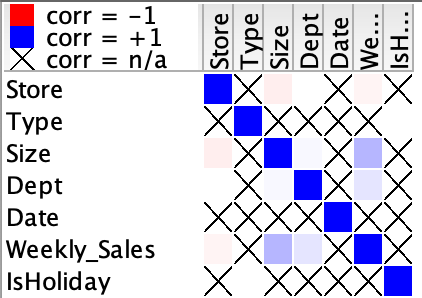 corr = -1
corr = +1
corr = n/a
Store
Type
Size
Dept
Date
We...
IsH...
Store
Type
Size
Dept
Date
Weekly_Sales
IsHoliday